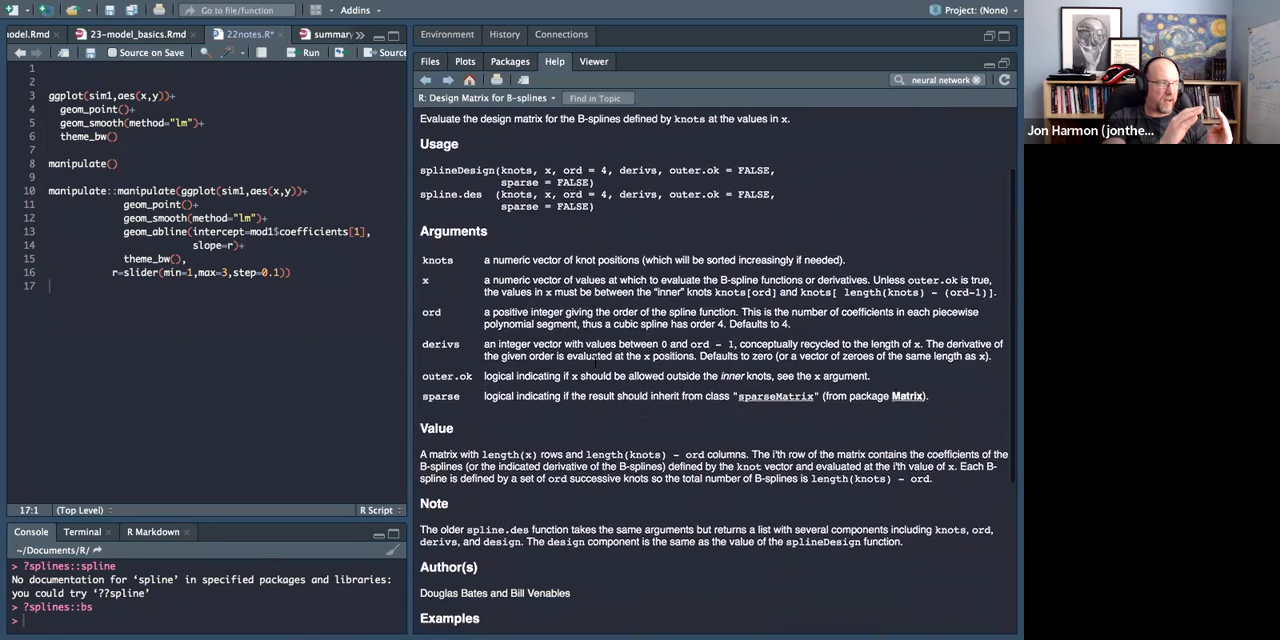 Go to file/function
Addins
Project: (None)
model.Rmd
23-model_basics.Rmd
22notes.R*
summary
Source on Save
Run
Source
1
2
3 ggplot(sim1,aes(x,y))+
4 geom_point()+
5 geom_smooth(method="lm")+
6 theme_bw()
7
8 manipulate()
9
10 manipulate::manipulate(ggplot(sim1,aes(x,y))+
11 geom_point()+
12 geom_smooth(method="lm")+
13 geom_abline(intercept=mod1$coefficients[1],
14 slope=r)+
15 theme_bw(),
16 r=slider(min=1,max=3,step=0.1))
17
17:1 (Top Level) R Script
Console Terminal R Markdown
~/Documents/R/
> ?splines::spline
No documentation for ‘spline’ in specified packages and libraries:
you could try ‘??spline’
> ?splines::bs
>
Environment History Connections
Files Plots Packages Help Viewer
neural network
R: Design Matrix for B-splines Find in Topic
Evaluate the design matrix for the B-splines defined by knots at the values in x.
Usage
splineDesign(knots, x, ord = 4, derivs, outer.ok = FALSE,
sparse = FALSE)
spline.des (knots, x, ord = 4, derivs, outer.ok = FALSE,
sparse = FALSE)
Arguments
knots a numeric vector of knot positions (which will be sorted increasingly if needed).
x a numeric vector of values at which to evaluate the B-spline functions or derivatives. Unless outer.ok is true,
the values in x must be between the “inner” knots knots[ord] and knots[ length(knots) - (ord-1)].
ord a positive integer giving the order of the spline function. This is the number of coefficients in each piecewise
polynomial segment, thus a cubic spline has order 4. Defaults to 4.
derivs an integer vector with values between 0 and ord - 1, conceptually recycled to the length of x. The derivative of
the given order is evaluated at the x positions. Defaults to zero (or a vector of zeroes of the same length as x).
outer.ok logical indicating if x should be allowed outside the inner knots, see the x argument.
sparse logical indicating if the result should inherit from class "sparseMatrix" (from package Matrix).
Value
A matrix with length(x) rows and length(knots) - ord columns. The i'th row of the matrix contains the coefficients of the
B-splines (or the indicated derivative of the B-splines) defined by the knot vector and evaluated at the i'th value of x. Each B-
spline is defined by a set of ord successive knots so the total number of B-splines is length(knots) - ord.
Note
The older spline.des function takes the same arguments but returns a list with several components including knots, ord,
derivs, and design. The design component is the same as the value of the splineDesign function.
Author(s)
Douglas Bates and Bill Venables
Examples
Jon Harmon (jonthe...